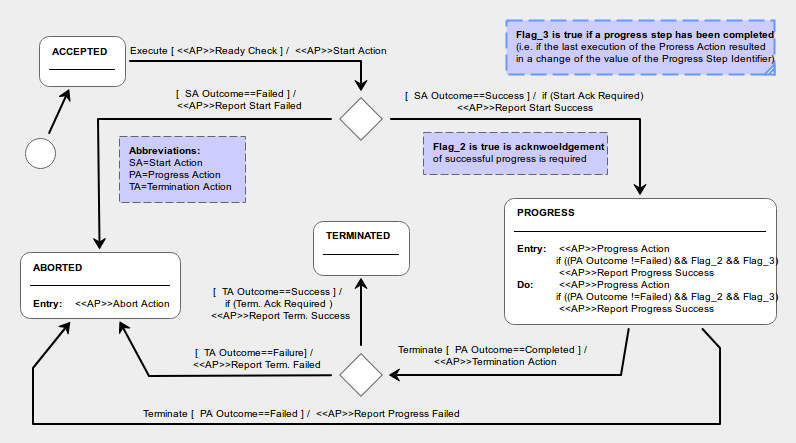 ACCEPTED
Execute [ <<AP>>Ready Check ] / <<AP>>Start Action
Flag_3 is true if a progress step has been completed
(i.e. if the last execution of the Proress Action resulted
in a change of the value of the Progress Step Identifier)
[ SA Outcome==Failed ] /
<<AP>>Report Start Failed
[ SA Outcome==Success ] / if (Start Ack Required)
<<AP>>Report Start Success
Abbreviations:
SA=Start Action
PA=Progress Action
TA=Termination Action
Flag_2 is true is acknwoeldgement
of successful progress is required
PROGRESS
Entry: <<AP>>Progress Action
if ((PA Outcome !=Failed) && Flag_2 && Flag_3)
<<AP>>Report Progress Success
Do: <<AP>>Progress Action
if ((PA Outcome !=Failed) && Flag_2 && Flag_3)
<<AP>>Report Progress Success
TERMINATED
ABORTED
Entry: <<AP>>Abort Action
[ TA Outcome==Success ] /
if (Term. Ack Required )
<<AP>>Report Term. Success
[ TA Outcome==Failure] /
<<AP>>Report Term. Failed
Terminate [ PA Outcome==Completed ] /
<<AP>>Termination Action
Terminate [ PA Outcome==Failed ] / <<AP>>Report Progress Failed